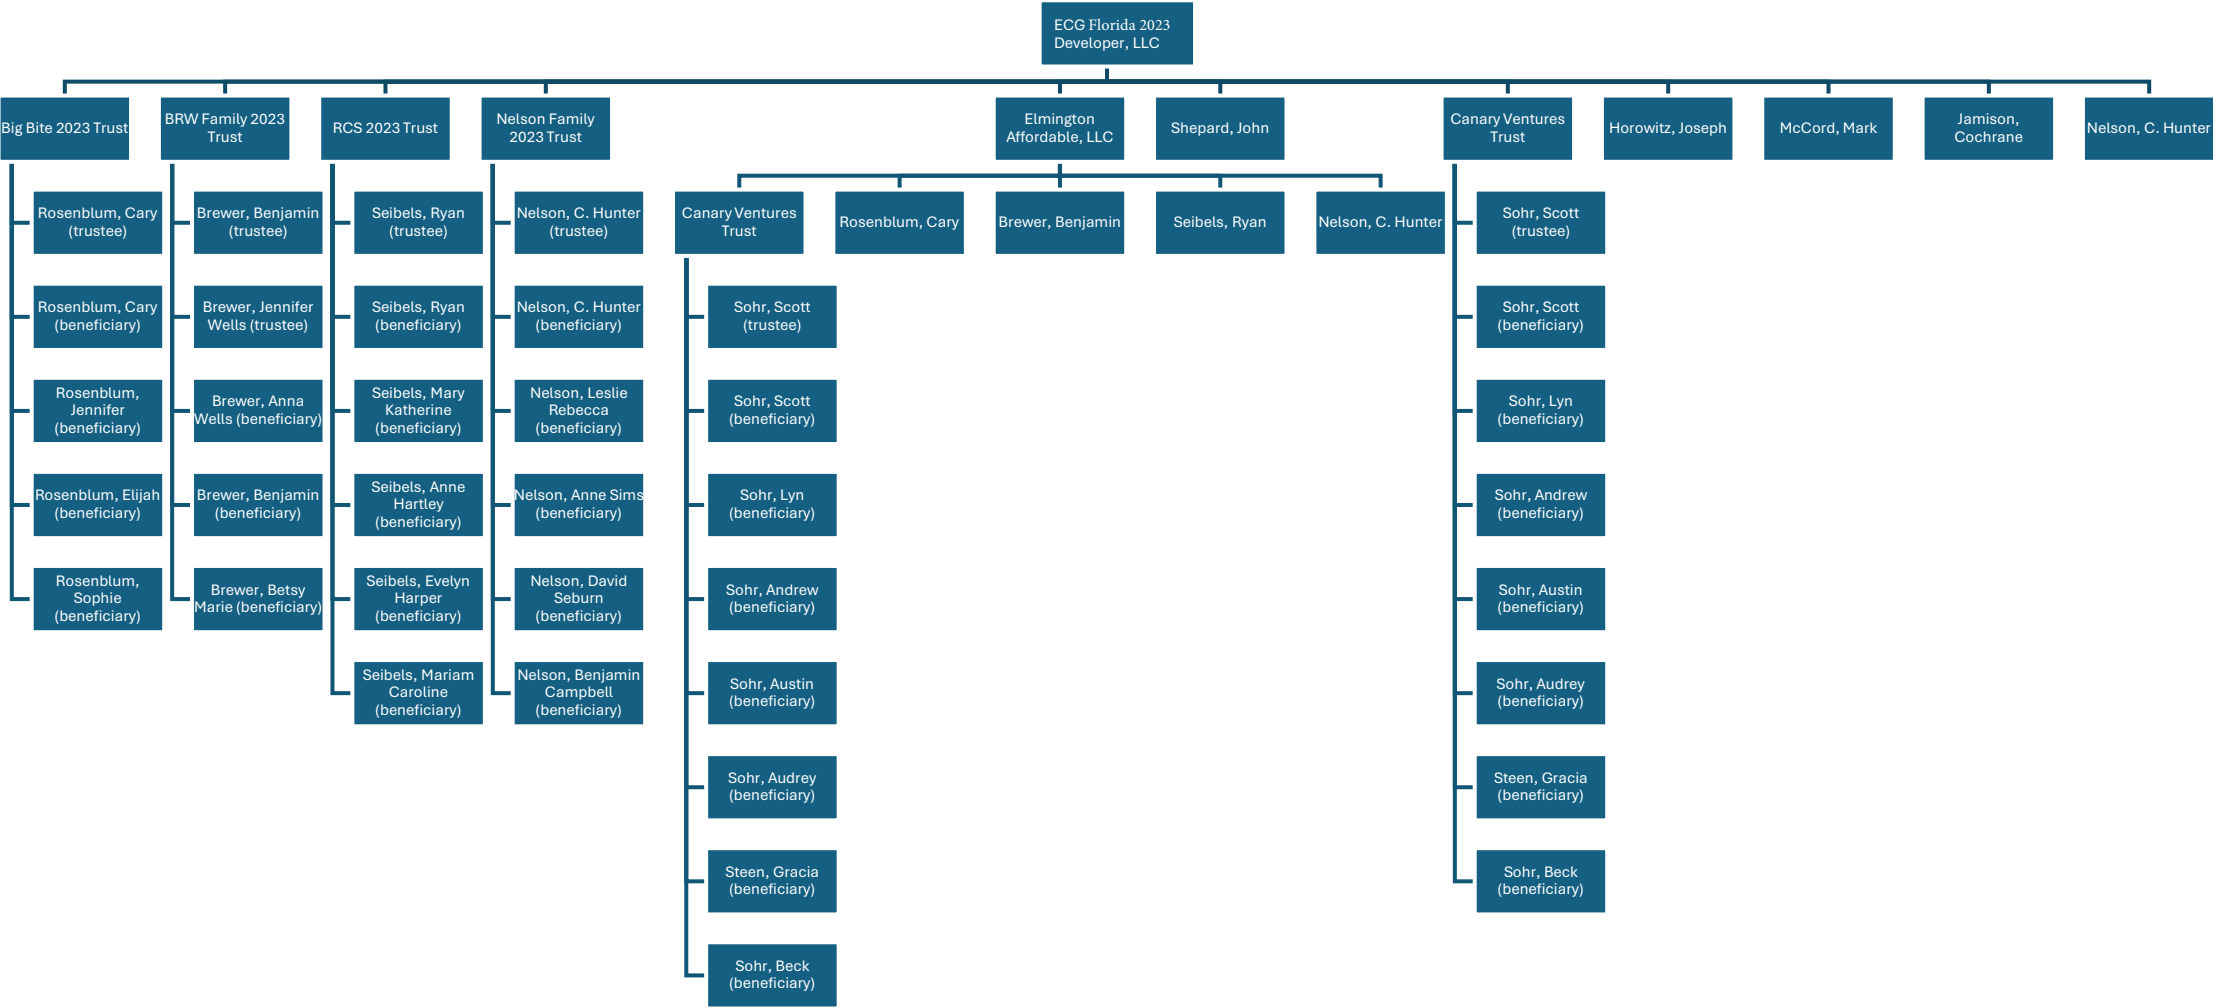 ECG Florida 2023
Developer, LLC
Big Bite 2023 Trust
BRW Family 2023
Trust
RCS 2023 Trust
Nelson Family
2023 Trust
Elmington
Affordable, LLC
Shepard, John
Canary Ventures
Trust
Horowitz, Joseph
McCord, Mark
Jamison,
Cochrane
Nelson, C. Hunter
Rosenblum, Cary
(trustee)
Rosenblum, Cary
(beneficiary)
Rosenblum,
Jennifer
(beneficiary)
Rosenblum, Elijah
(beneficiary)
Rosenblum,
Sophie
(beneficiary)
Brewer, Benjamin
(trustee)
Brewer, Jennifer
Wells (trustee)
Brewer, Anna
Wells (beneficiary)
Brewer, Benjamin
(beneficiary)
Brewer, Betsy
Marie (beneficiary)
Seibels, Ryan
(trustee)
Seibels, Ryan
(beneficiary)
Seibels, Mary
Katherine
(beneficiary)
Seibels, Anne
Hartley
(beneficiary)
Seibels, Evelyn
Harper
(beneficiary)
Seibels, Mariam
Caroline
(beneficiary)
Nelson, C. Hunter
(trustee)
Nelson, C. Hunter
(beneficiary)
Nelson, Leslie
Rebecca
(beneficiary)
Nelson, Anne Sims
(beneficiary)
Nelson, David
Seburn
(beneficiary)
Nelson, Benjamin
Campbell
(beneficiary)
Canary Ventures
Trust
Rosenblum, Cary
Brewer, Benjamin
Seibels, Ryan
Nelson, C. Hunter
Sohr, Scott
(trustee)
Sohr, Scott
(beneficiary)
Sohr, Lyn
(beneficiary)
Sohr, Andrew
(beneficiary)
Sohr, Austin
(beneficiary)
Sohr, Audrey
(beneficiary)
Steen, Gracia
(beneficiary)
Sohr, Beck
(beneficiary)
Sohr, Scott
(trustee)
Sohr, Scott
(beneficiary)
Sohr, Lyn
(beneficiary)
Sohr, Andrew
(beneficiary)
Sohr, Austin
(beneficiary)
Sohr, Audrey
(beneficiary)
Steen, Gracia
(beneficiary)
Sohr, Beck
(beneficiary)